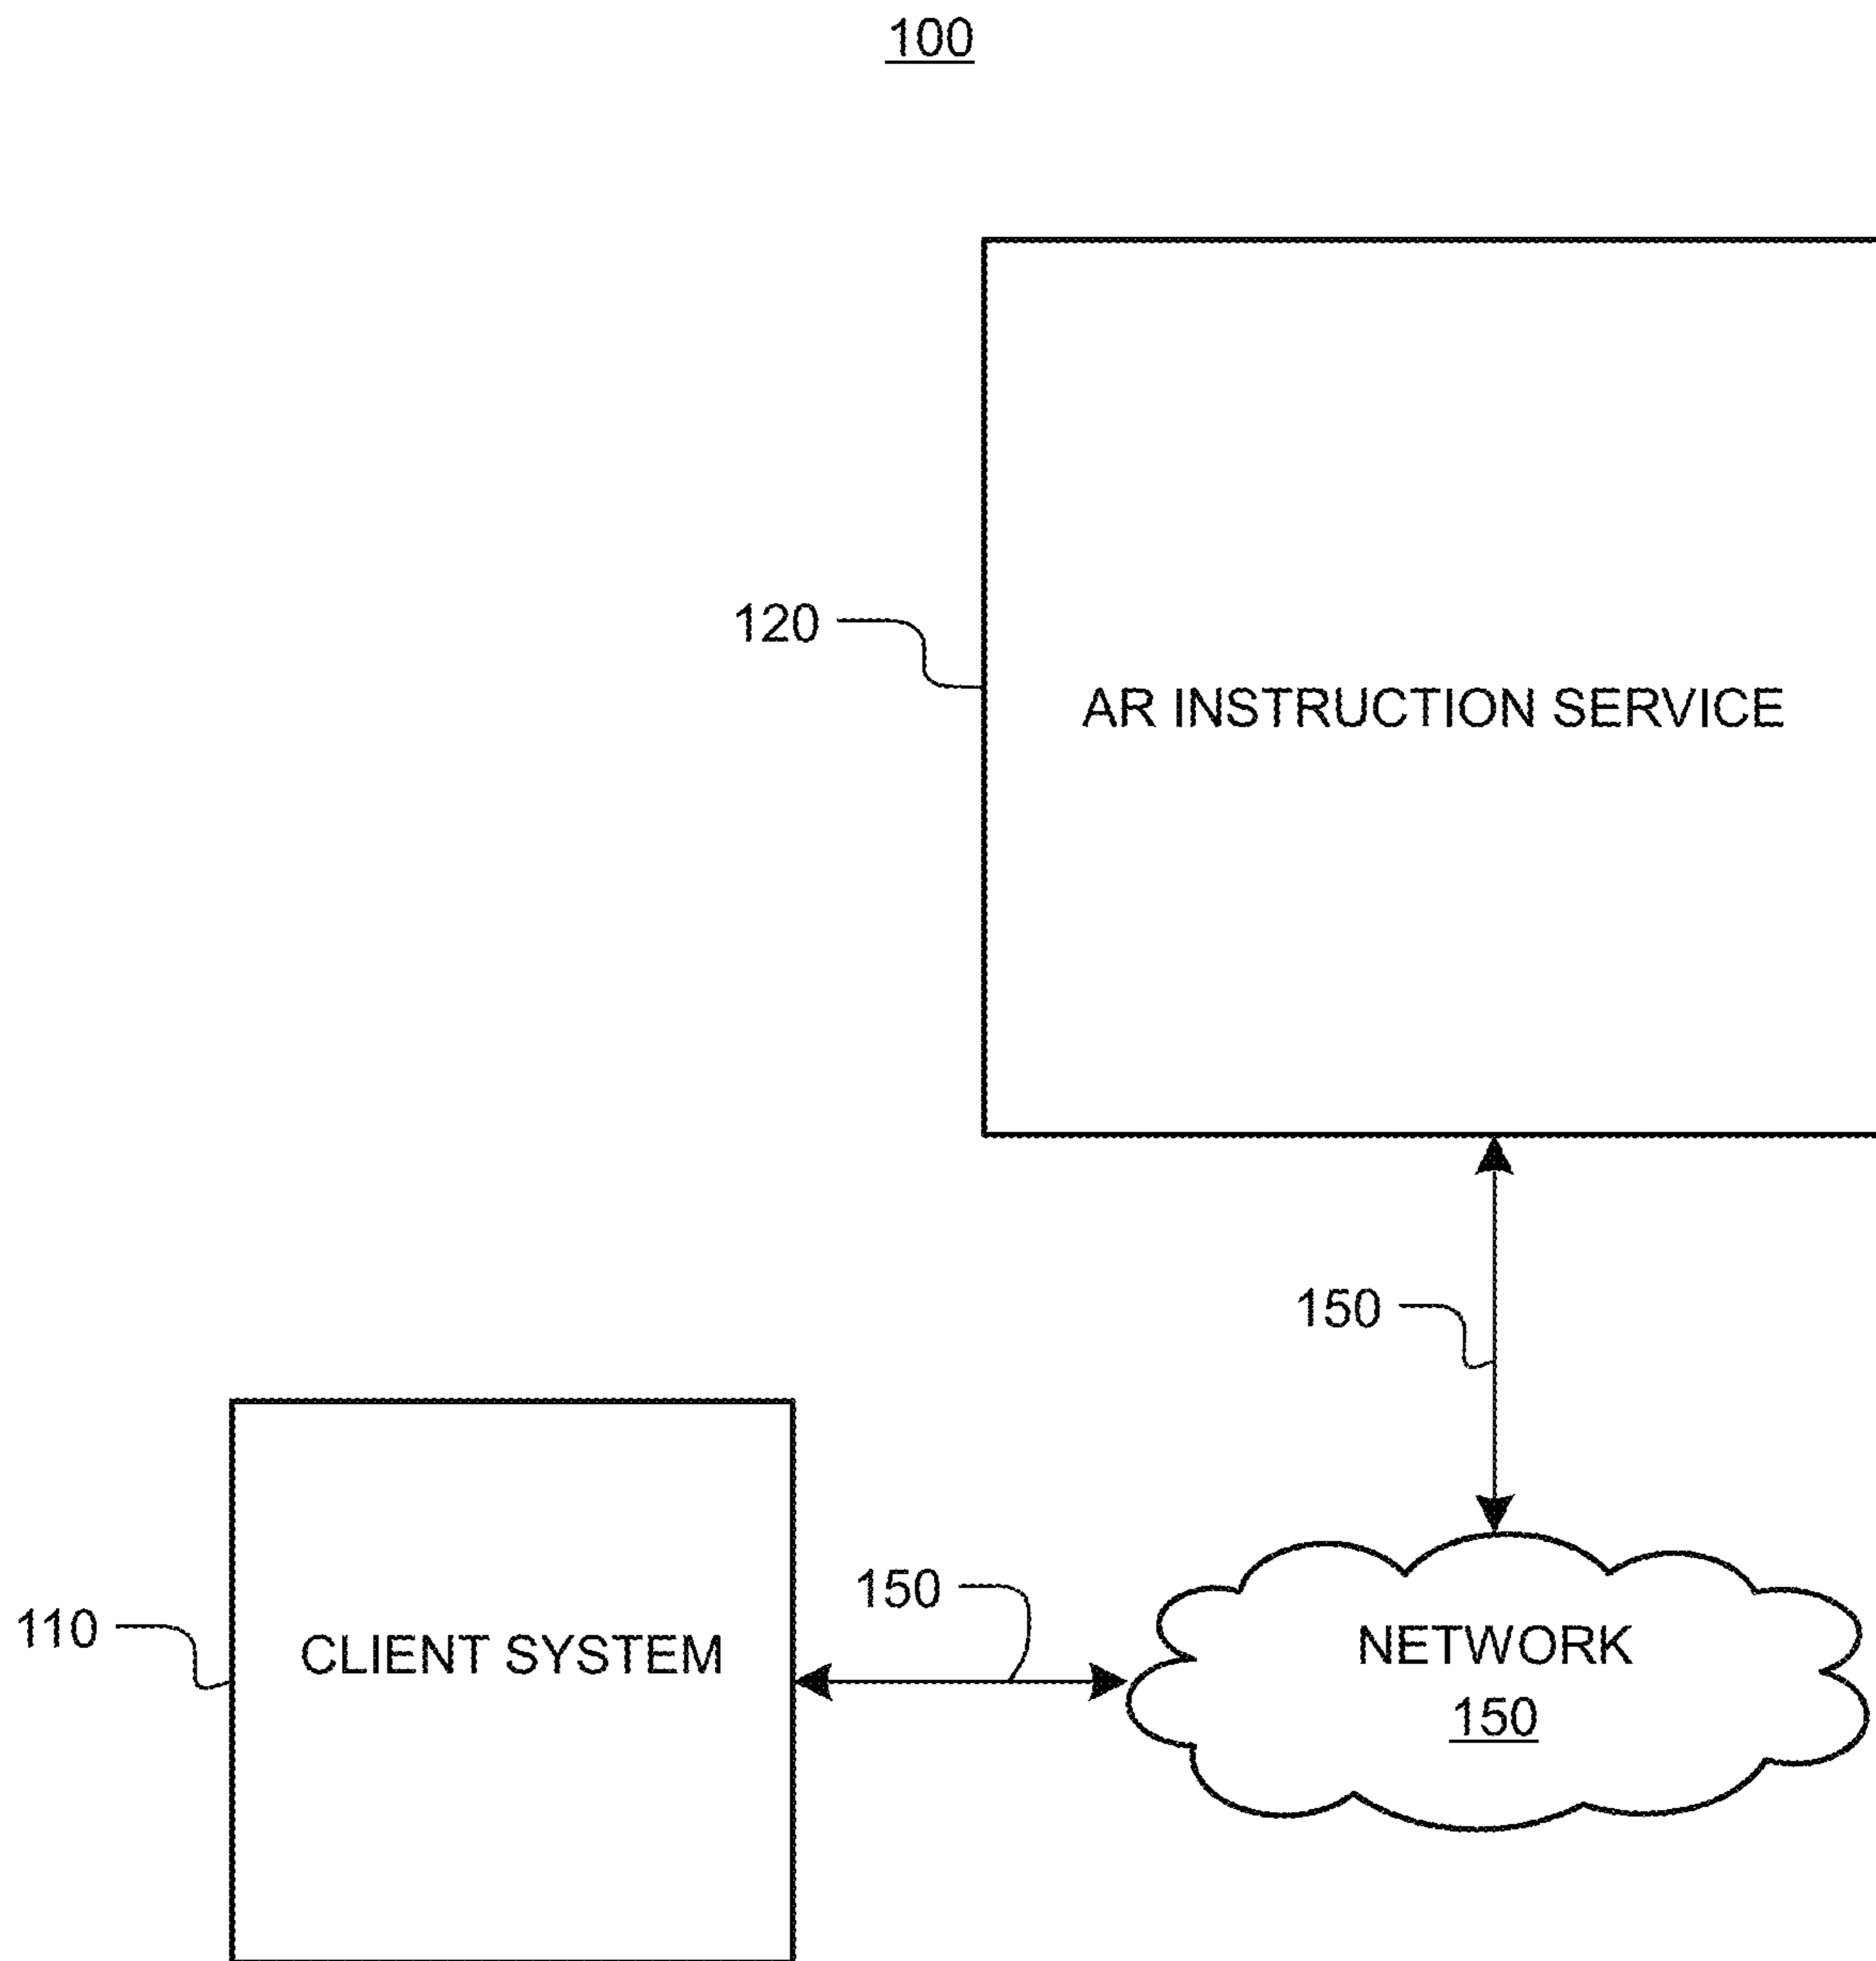 100
120
AR INSTRUCTION SERVICE
150
150
110
CLIENT SYSTEM
NETWORK
150